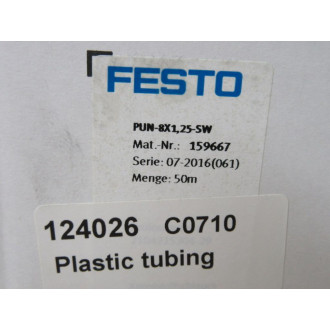 FESTO
PUN-8X1,25-SW
Mat.-Nr.: 159667
Serie: 07-2016(061)
Menge: 50m
124026 C0710
Plastic tubing